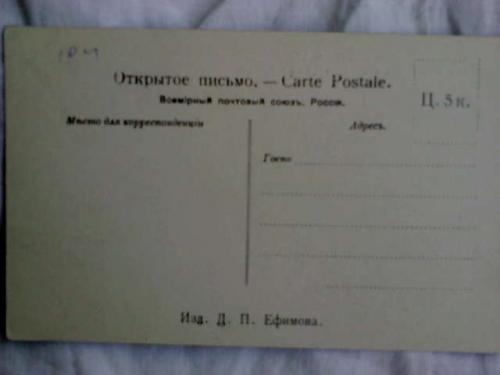 Открытое письмо. — Carte Postale.
Всемірный почтовый союзъ. Россія.
Ц. 5 к.
Мѣсто для корреспонденціи
Адресъ.
Госпо
Изд. Д. П. Ефимова.